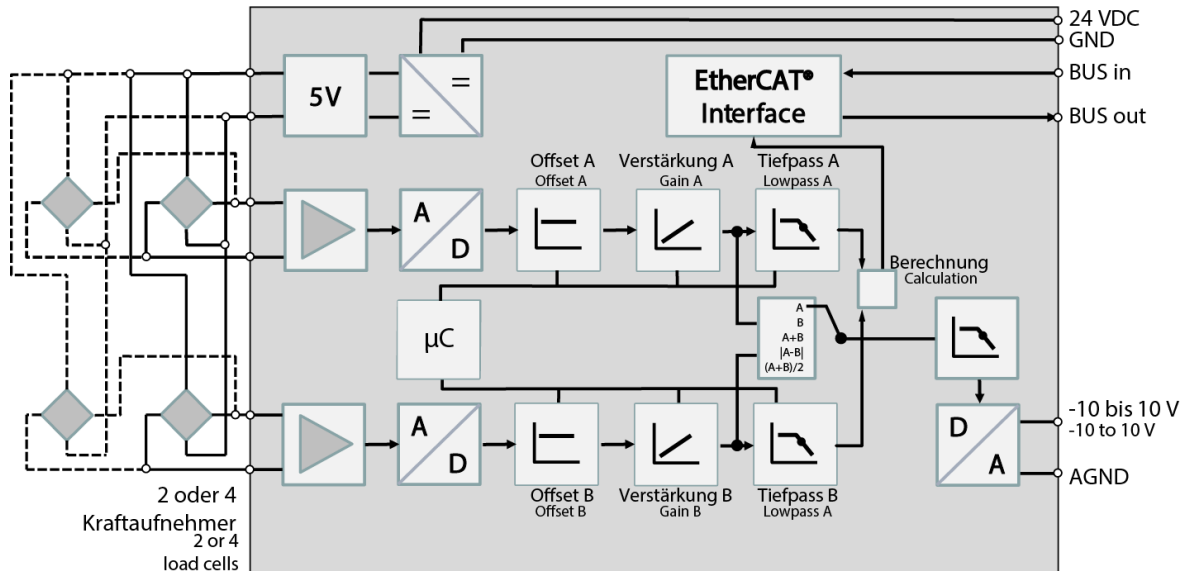 24 VDC
GND
BUS in
BUS out
5V
=
=
EtherCAT®
Interface
Offset A
Offset A
Verstärkung A
Gain A
Tiefpass A
Lowpass A
A
D
Berechnung
Calculation
µC
A
B
A+B
|A-B|
(A+B)/2
A
D
D
A
-10 bis 10 V
-10 to 10 V
AGND
Offset B
Offset B
Verstärkung B
Gain B
Tiefpass B
Lowpass A
2 oder 4
Kraftaufnehmer
2 or 4
load cells